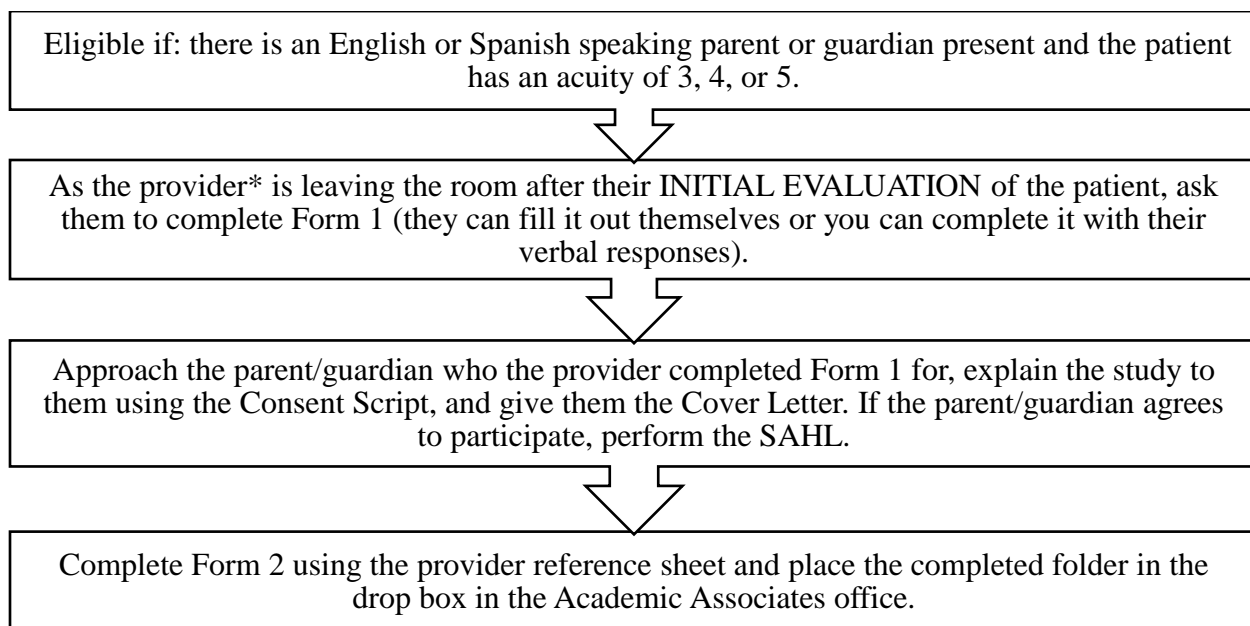 Eligible if: there is an English or Spanish speaking parent or guardian present and the patient
has an acuity of 3, 4, or 5.
As the provider* is leaving the room after their INITIAL EVALUATION of the patient, ask
them to complete Form 1 (they can fill it out themselves or you can complete it with their
verbal responses).
Approach the parent/guardian who the provider completed Form 1 for, explain the study to
them using the Consent Script, and give them the Cover Letter. If the parent/guardian agrees
to participate, perform the SAHL.
Complete Form 2 using the provider reference sheet and place the completed folder in the
drop box in the Academic Associates office.